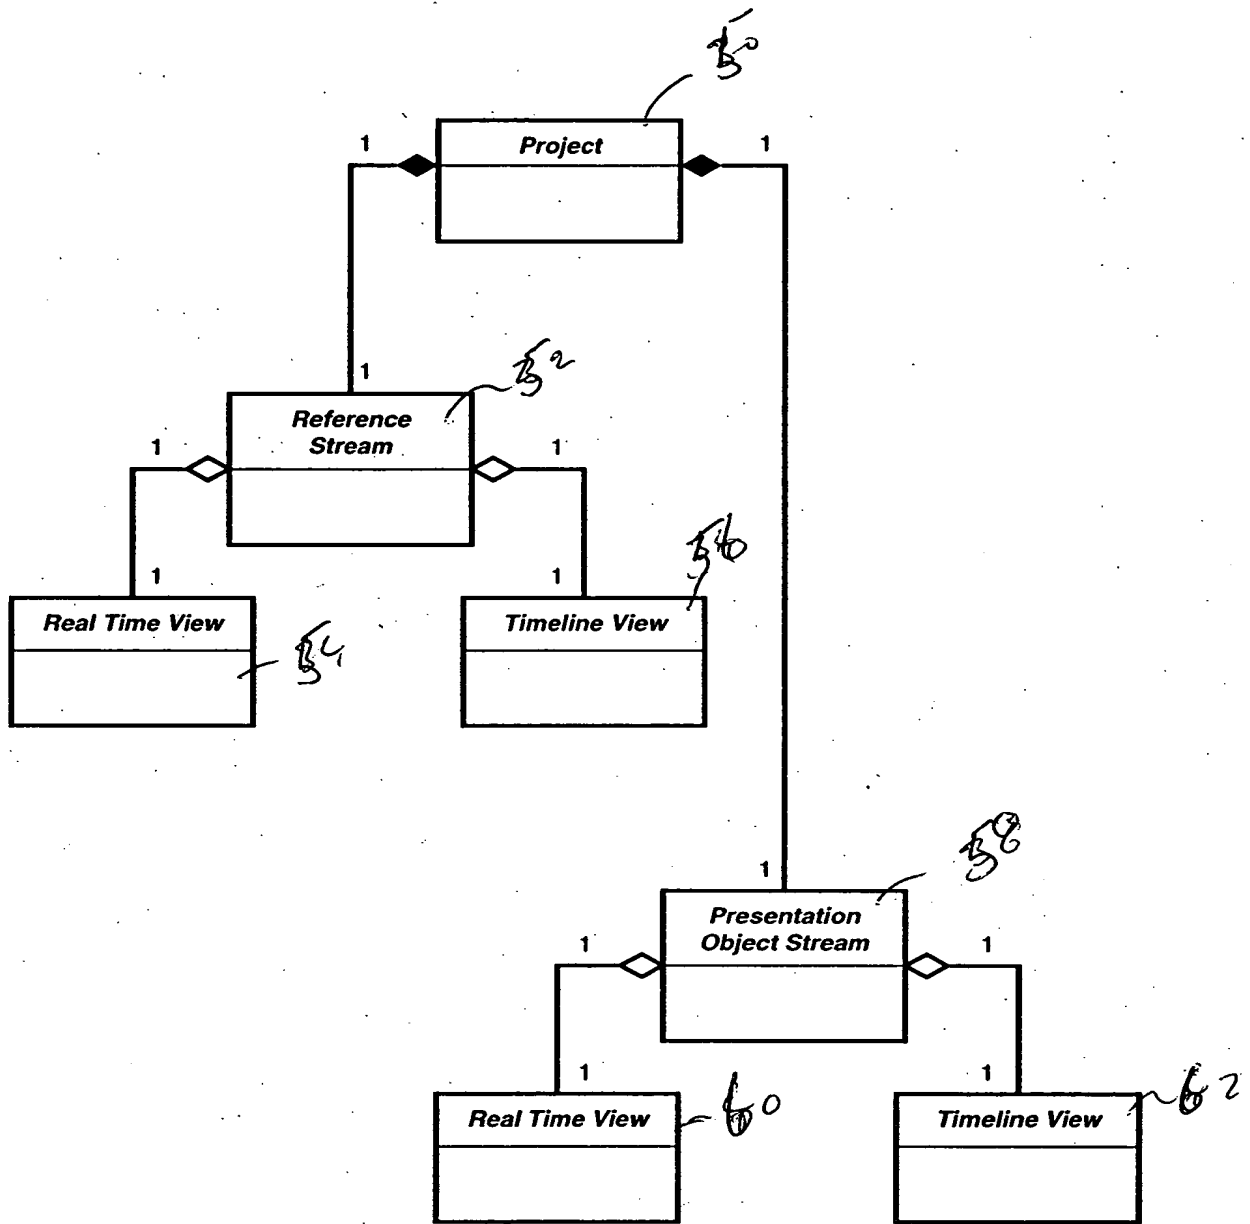 50
1
Project
1
1
52
Reference
Stream
1
1
56
1
1
Real Time View
Timeline View
54
58
1
Presentation
Object Stream
1
1
1
1
62
Real Time View
60
Timeline View